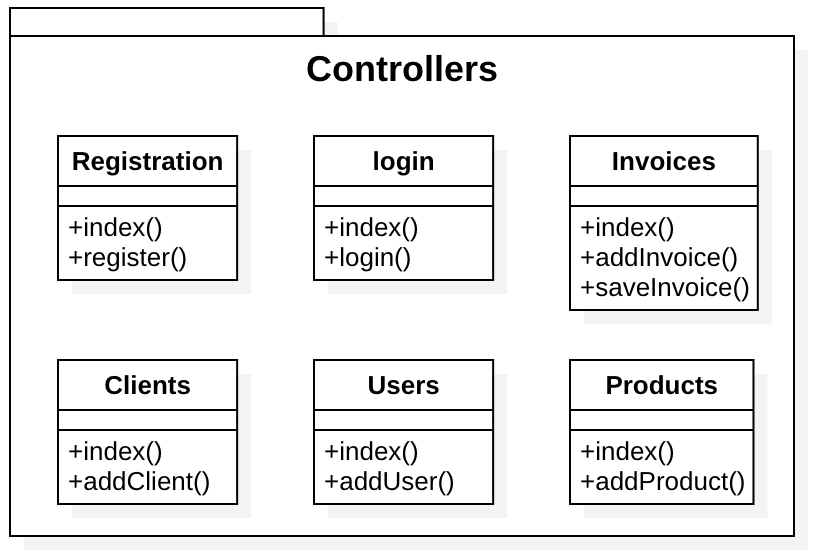 Controllers
Registration
+index()
+register()
login
+index()
+login()
Invoices
+index()
+addInvoice()
+saveInvoice()
Clients
+index()
+addClient()
Users
+index()
+addUser()
Products
+index()
+addProduct()